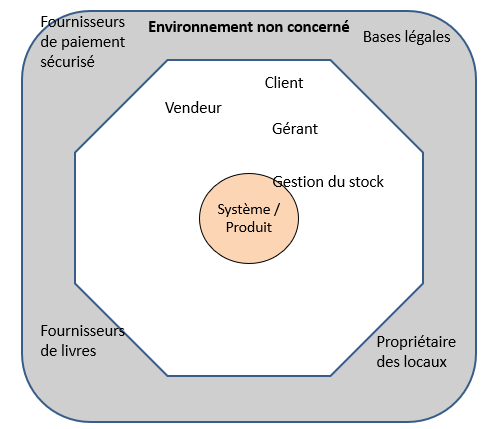 Fournisseurs
de paiement
sécurisé
Environnement non concerné
Bases légales
Client
Vendeur
Gérant
Gestion du stock
Système /
Produit
Fournisseurs
de livres
Propriétaire
des locaux